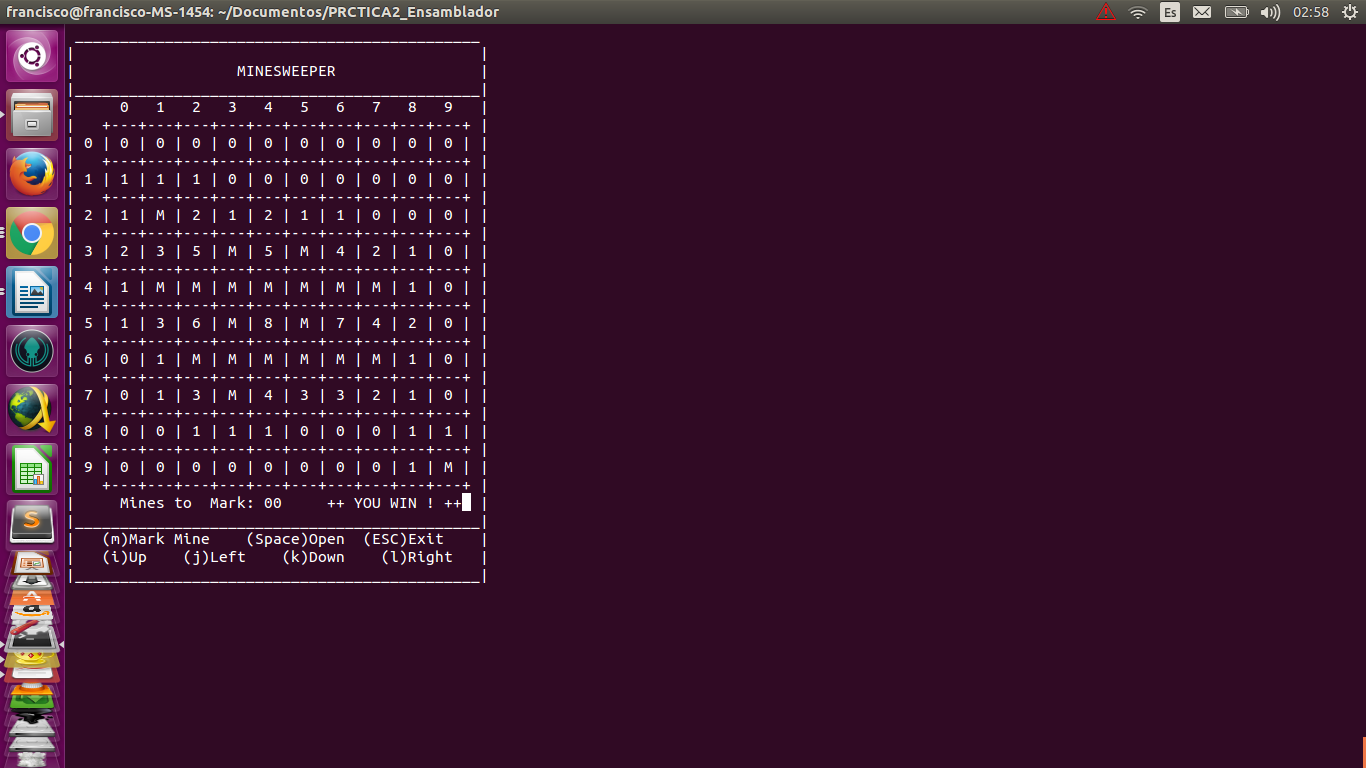 francisco@francisco-MS-1454: ~/Documentos/PRCTICA2_Ensamblador Es 02:58
_____________________________________________
|                                             |
|                  MINESWEEPER                |
|_____________________________________________|
|     0   1   2   3   4   5   6   7   8   9   |
|   +---+---+---+---+---+---+---+---+---+---+ |
| 0 | 0 | 0 | 0 | 0 | 0 | 0 | 0 | 0 | 0 | 0 | |
|   +---+---+---+---+---+---+---+---+---+---+ |
| 1 | 1 | 1 | 1 | 0 | 0 | 0 | 0 | 0 | 0 | 0 | |
|   +---+---+---+---+---+---+---+---+---+---+ |
| 2 | 1 | M | 2 | 1 | 2 | 1 | 1 | 0 | 0 | 0 | |
|   +---+---+---+---+---+---+---+---+---+---+ |
| 3 | 2 | 3 | 5 | M | 5 | M | 4 | 2 | 1 | 0 | |
|   +---+---+---+---+---+---+---+---+---+---+ |
| 4 | 1 | M | M | M | M | M | M | M | 1 | 0 | |
|   +---+---+---+---+---+---+---+---+---+---+ |
| 5 | 1 | 3 | 6 | M | 8 | M | 7 | 4 | 2 | 0 | |
|   +---+---+---+---+---+---+---+---+---+---+ |
| 6 | 0 | 1 | M | M | M | M | M | M | 1 | 0 | |
|   +---+---+---+---+---+---+---+---+---+---+ |
| 7 | 0 | 1 | 3 | M | 4 | 3 | 3 | 2 | 1 | 0 | |
|   +---+---+---+---+---+---+---+---+---+---+ |
| 8 | 0 | 0 | 1 | 1 | 1 | 0 | 0 | 0 | 1 | 1 | |
|   +---+---+---+---+---+---+---+---+---+---+ |
| 9 | 0 | 0 | 0 | 0 | 0 | 0 | 0 | 0 | 1 | M | |
|   +---+---+---+---+---+---+---+---+---+---+ |
|     Mines to  Mark: 00     ++ YOU WIN ! ++  |
|_____________________________________________|
|   (m)Mark Mine    (Space)Open  (ESC)Exit    |
|   (i)Up    (j)Left    (k)Down    (l)Right   |
|_____________________________________________|